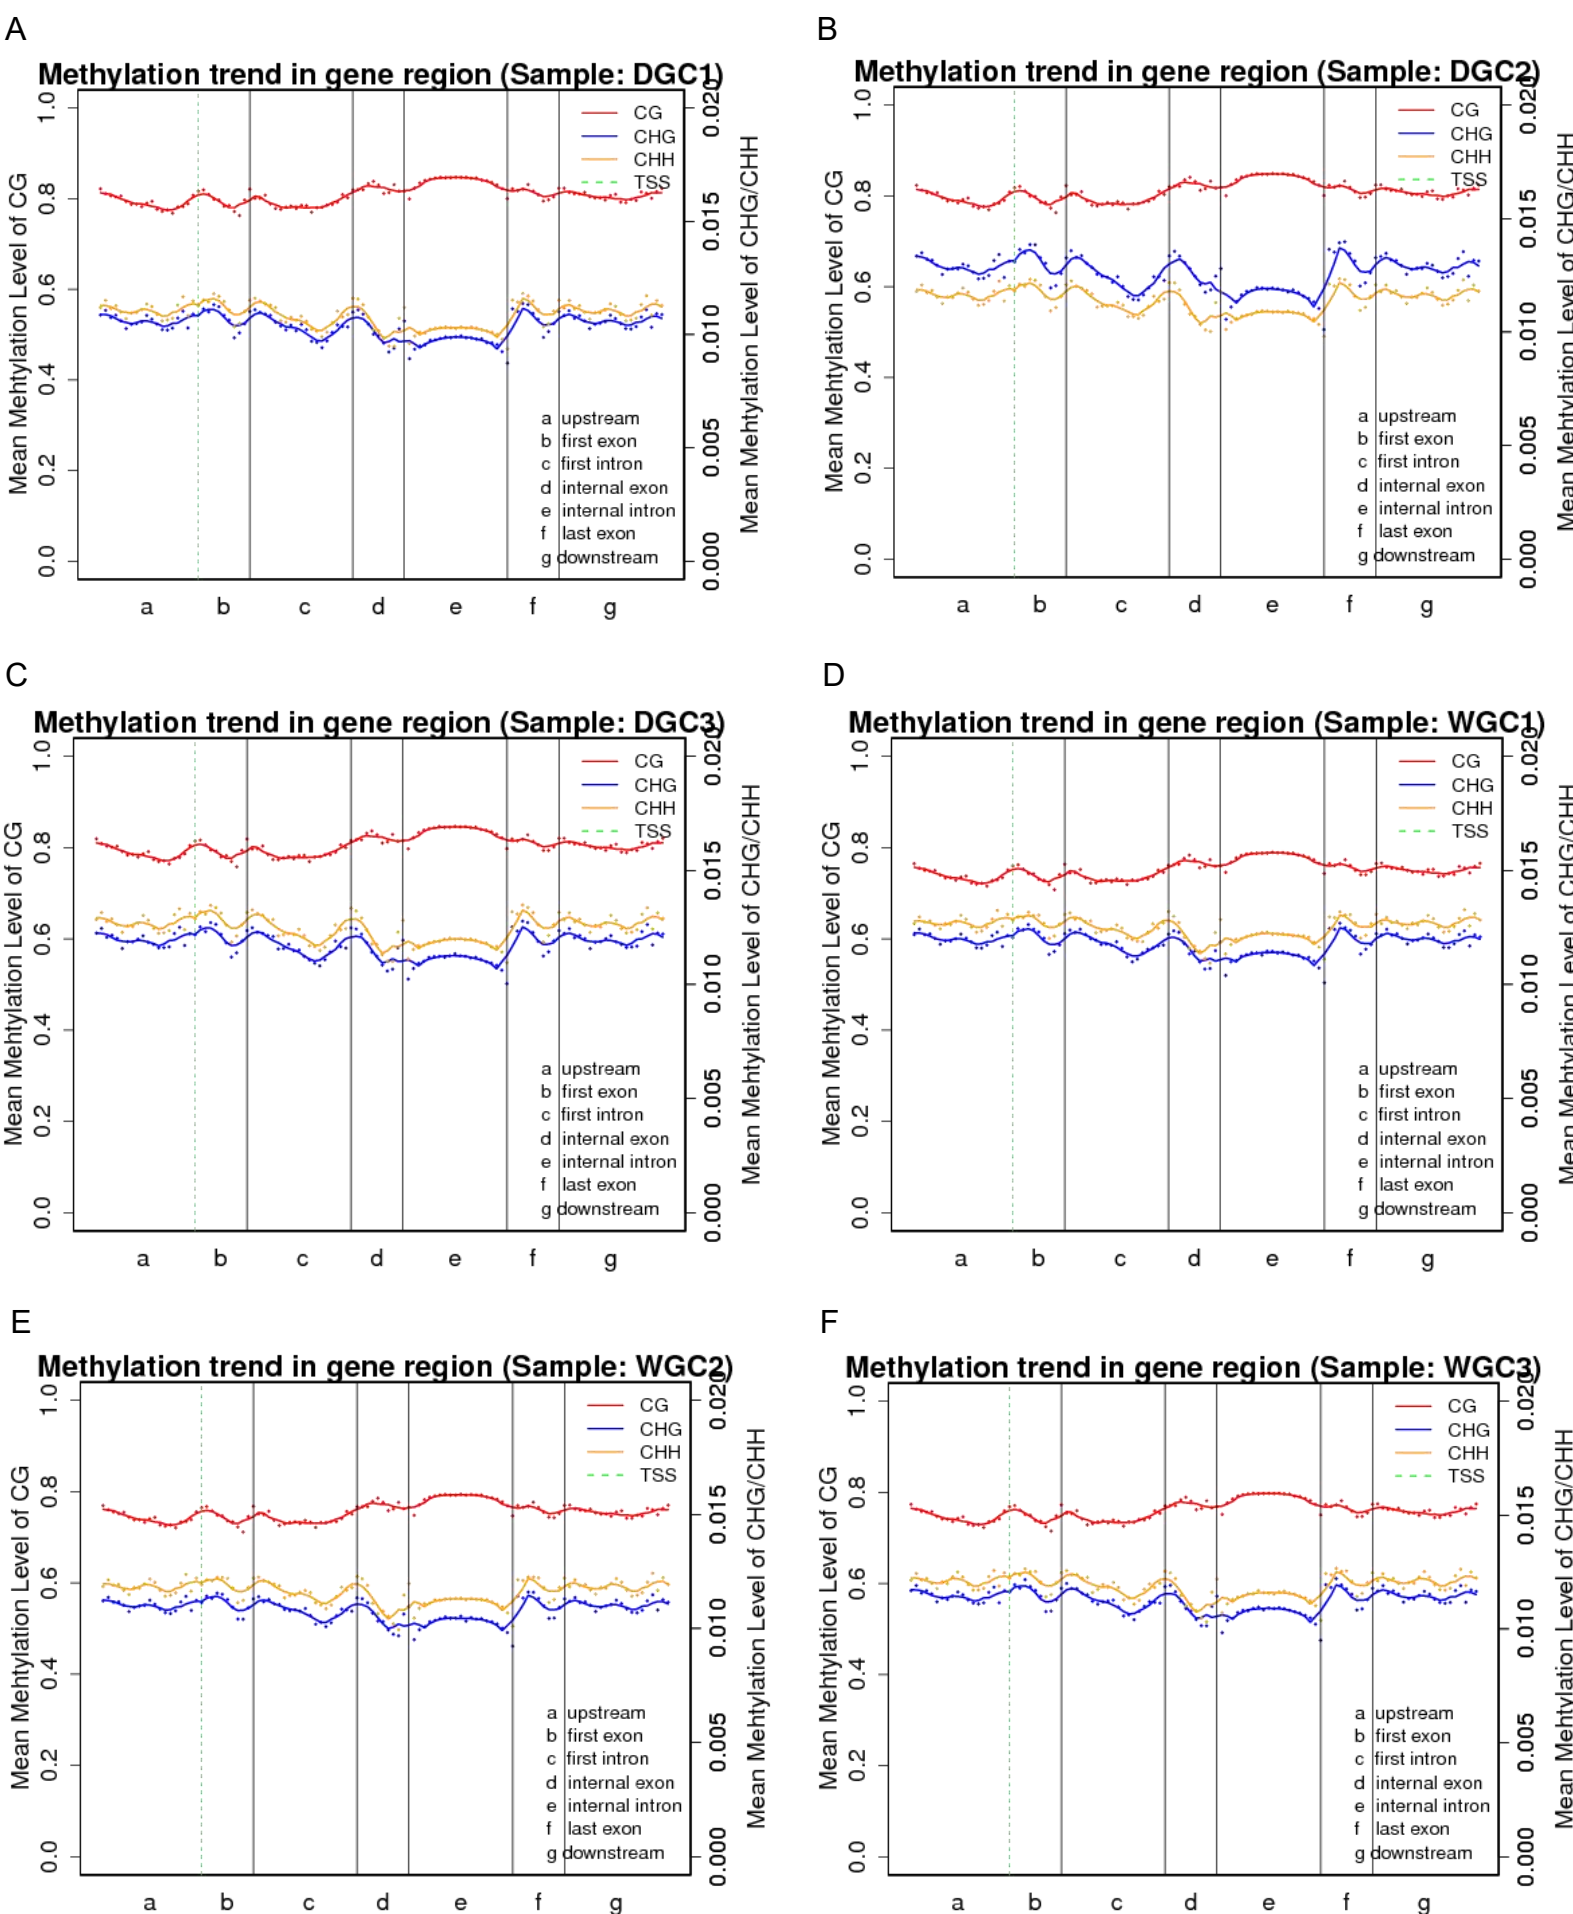 A
Methylation trend in gene region (Sample: DGC1)
Mean Mehtylation Level of CG
0.0 0.2 0.4 0.6 0.8 1.0
CG
CHG
CHH
TSS
a upstream
b first exon
c first intron
d internal exon
e internal intron
f last exon
g downstream
0.000 0.005 0.010 0.015 0.020
Mean Mehtylation Level of CHG/CHH
a b c d e f g
B
Methylation trend in gene region (Sample: DGC2)
Mean Mehtylation Level of CG
0.0 0.2 0.4 0.6 0.8 1.0
CG
CHG
CHH
TSS
a upstream
b first exon
c first intron
d internal exon
e internal intron
f last exon
g downstream
0.000 0.005 0.010 0.015 0.020
Mean Mehtylation Level of CHG/CHH
a b c d e f g
C
Methylation trend in gene region (Sample: DGC3)
Mean Mehtylation Level of CG
0.0 0.2 0.4 0.6 0.8 1.0
CG
CHG
CHH
TSS
a upstream
b first exon
c first intron
d internal exon
e internal intron
f last exon
g downstream
0.000 0.005 0.010 0.015 0.020
Mean Mehtylation Level of CHG/CHH
a b c d e f g
D
Methylation trend in gene region (Sample: WGC1)
Mean Mehtylation Level of CG
0.0 0.2 0.4 0.6 0.8 1.0
CG
CHG
CHH
TSS
a upstream
b first exon
c first intron
d internal exon
e internal intron
f last exon
g downstream
0.000 0.005 0.010 0.015 0.020
Mean Mehtylation Level of CHG/CHH
a b c d e f g
E
Methylation trend in gene region (Sample: WGC2)
Mean Mehtylation Level of CG
0.0 0.2 0.4 0.6 0.8 1.0
CG
CHG
CHH
TSS
a upstream
b first exon
c first intron
d internal exon
e internal intron
f last exon
g downstream
0.000 0.005 0.010 0.015 0.020
Mean Mehtylation Level of CHG/CHH
a b c d e f g
F
Methylation trend in gene region (Sample: WGC3)
Mean Mehtylation Level of CG
0.0 0.2 0.4 0.6 0.8 1.0
CG
CHG
CHH
TSS
a upstream
b first exon
c first intron
d internal exon
e internal intron
f last exon
g downstream
0.000 0.005 0.010 0.015 0.020
Mean Mehtylation Level of CHG/CHH
a b c d e f g